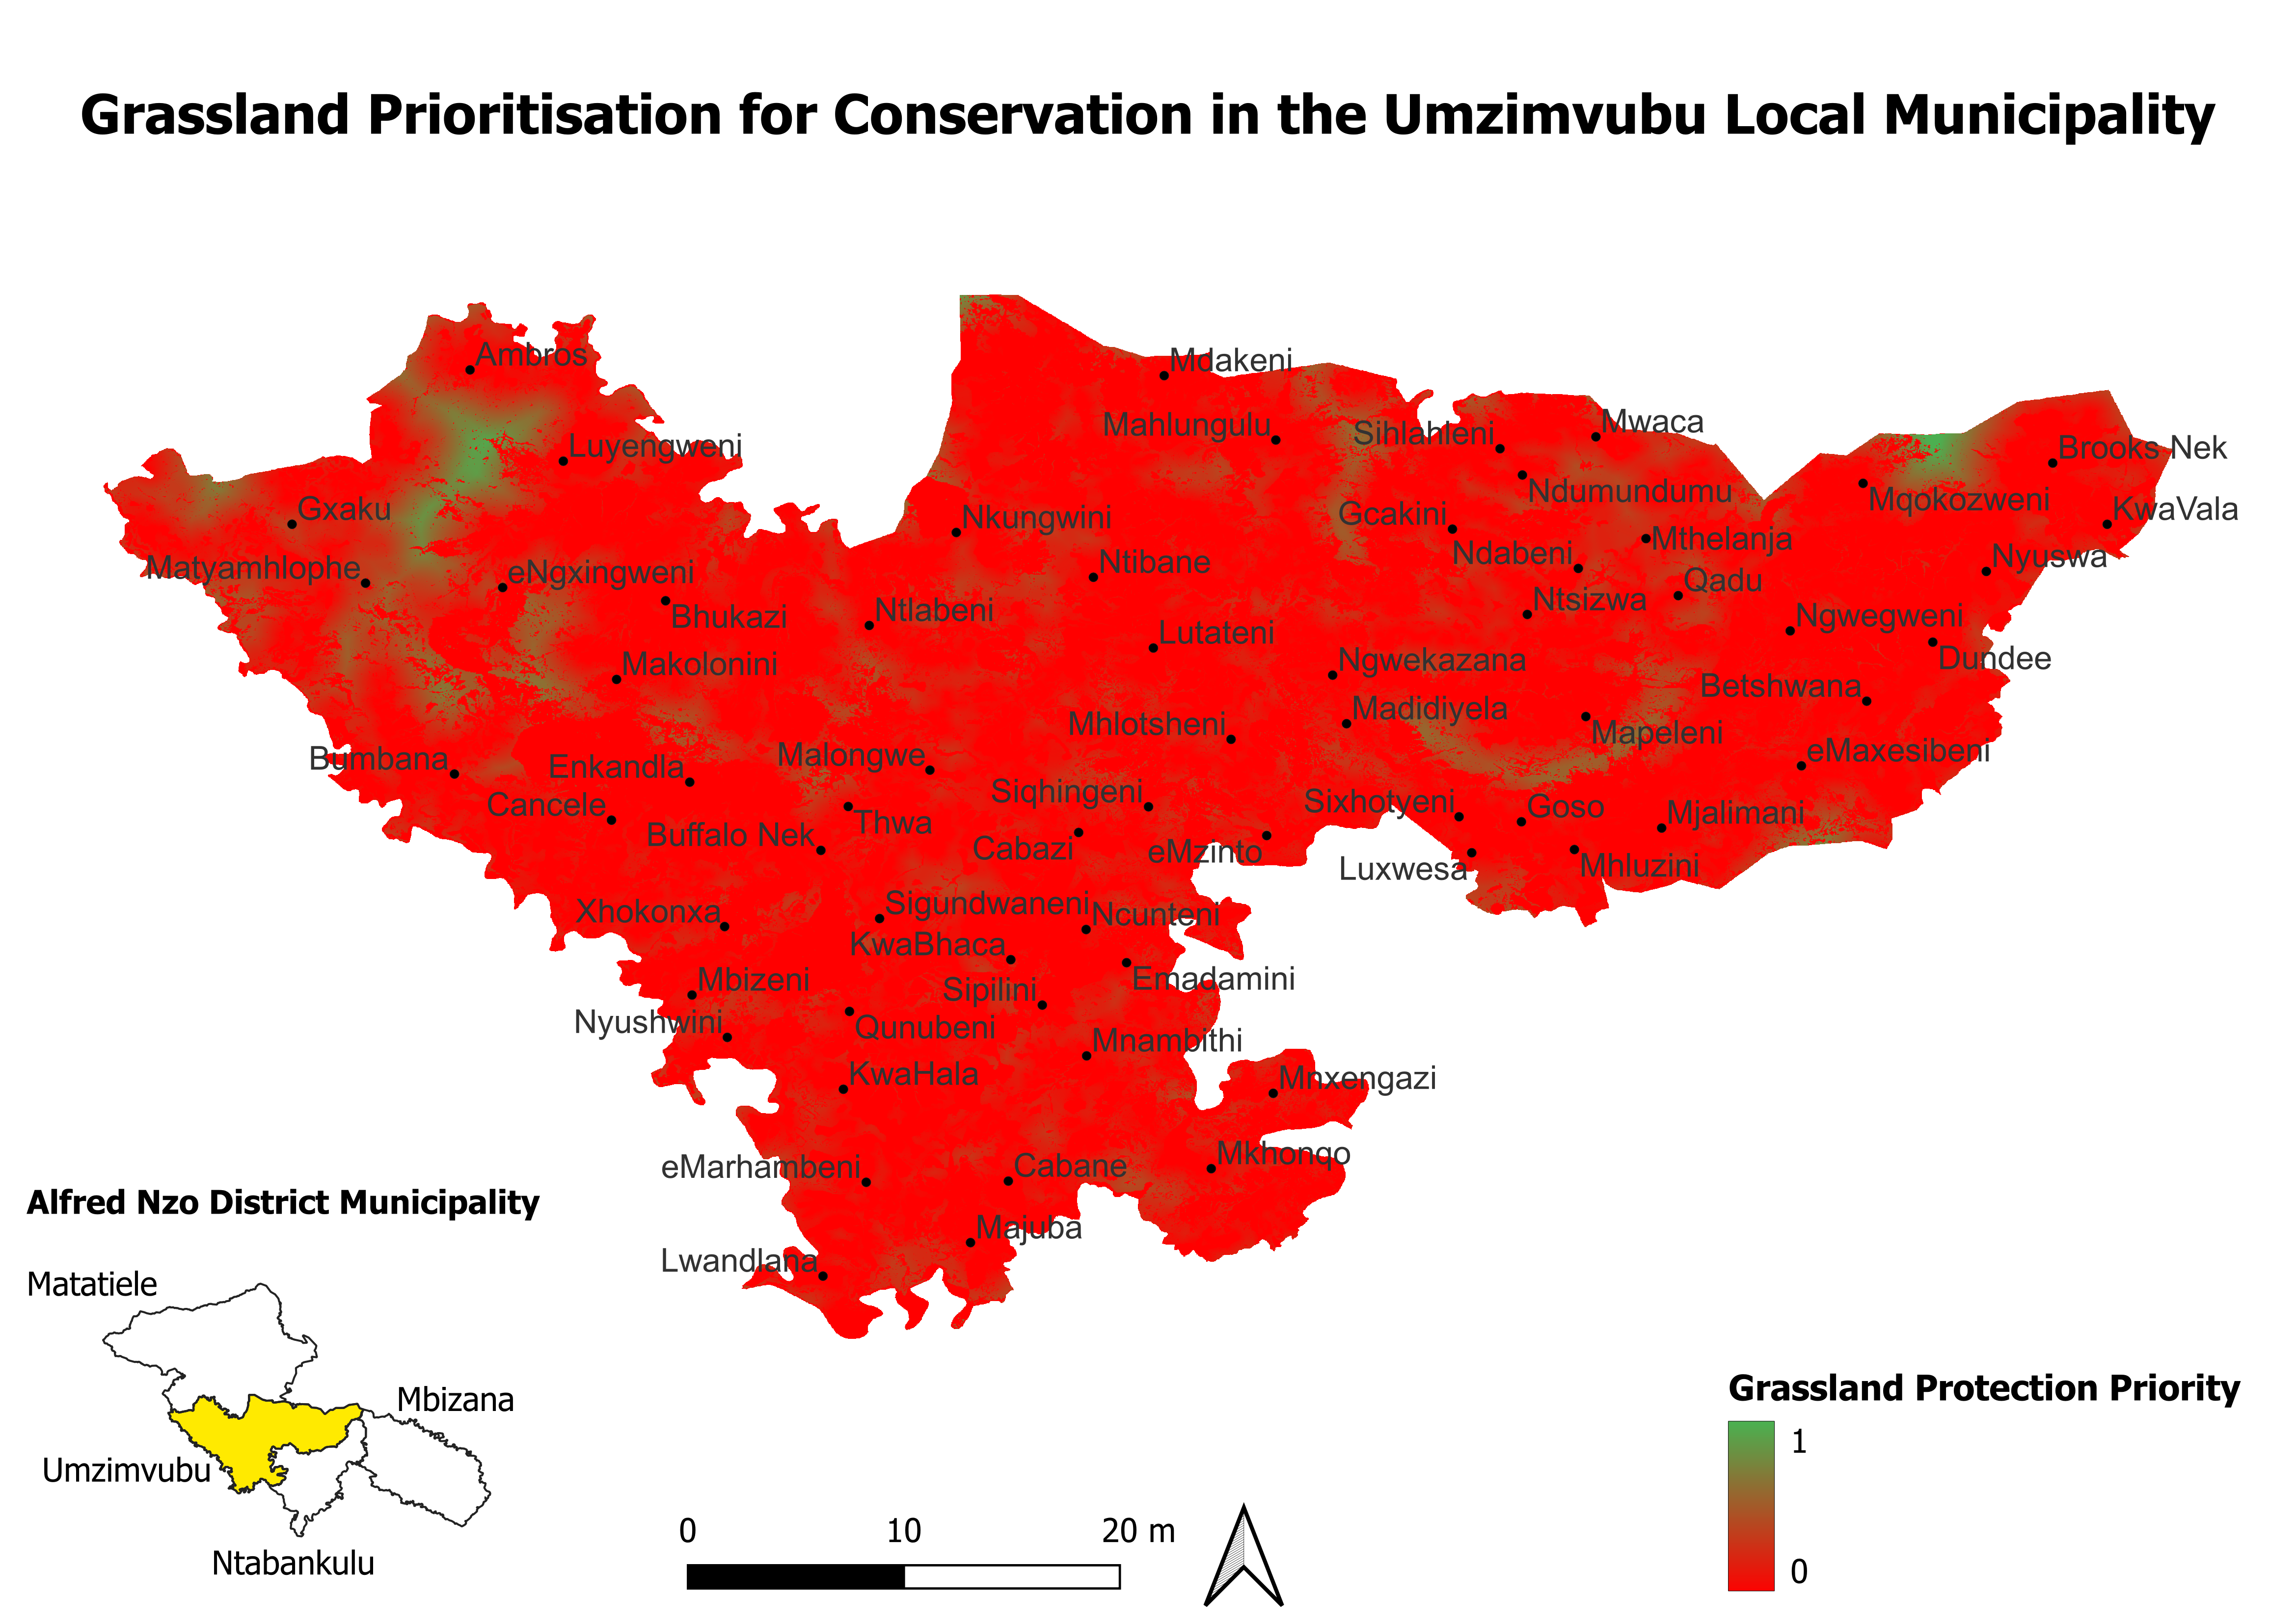 Grassland Prioritisation for Conservation in the Umzimvubu Local Municipality
Ambros
Mdakeni
Luyengweni
Mahlungulu
Sihlahleni
Mwaca
Brooks Nek
Gxaku
Nkungwini
Gcakini
Ndumundumu
Mqokozweni
KwaVala
Matyamhlophe
eNgxingweni
Ntibane
Ndabeni
Mthelanja
Nyuswa
Bhukazi
Ntlabeni
Ntsizwa
Qadu
Ngwegweni
Makolonini
Lutateni
Ngwekazana
Dundee
Betshwana
Mhlotsheni
Madidiyela
Mapeleni
Bumbana
Enkandla
Malongwe
eMaxesibeni
Cancele
Siqhingeni
Sixhotyeni
Goso
Mjalimani
Buffalo Nek
Thwa
Cabazi
eMzinto
Luxwesa
Mhluzini
Xhokonxa
Sigundwaneni
Ncunteni
KwaBhaca
Mbizeni
Sipilini
Emadamini
Nyushwini
Qunubeni
Mnambithi
KwaHala
Mnxengazi
eMarhambeni
Cabane
Mkhonqo
Majuba
Lwandlana
Alfred Nzo District Municipality
Matatiele
Mbizana
Umzimvubu
Ntabankulu
0 10 20 m
Grassland Protection Priority
1
0